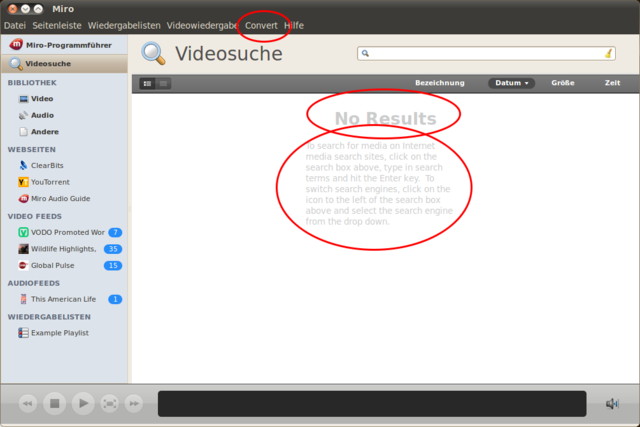 Miro
Datei Seitenleiste Wiedergabelisten Videowiedergabe Convert Hilfe
Miro-Programmführer
Videosuche
BIBLIOTHEK
Video
Audio
Andere
WEBSEITEN
ClearBits
YouTorrent
Miro Audio Guide
VIDEO FEEDS
VODO Promoted Wor 7
Wildlife Highlights, 35
Global Pulse 15
AUDIOFEEDS
This American Life 1
WIEDERGABELISTEN
Example Playlist
Videosuche
Bezeichnung Datum Größe Zeit
No Results
To search for media on Internet
media search sites, click on the
search box above, type in search
terms and hit the Enter key. To
switch search engines, click on the
icon to the left of the search box
above and select the search engine
from the drop down.